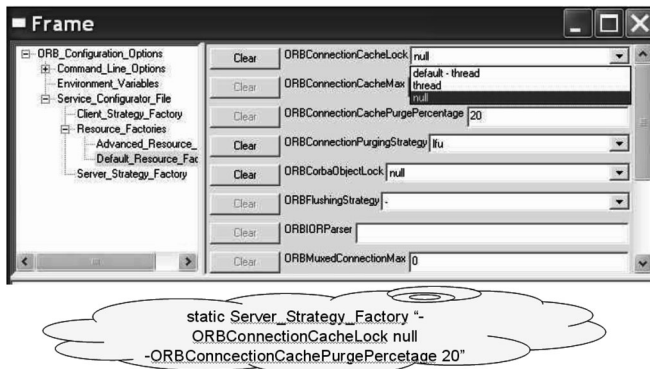 Frame
ORB_Configuration_Options
Command_Line_Options
Environment_Variables
Service_Configurator_File
Client_Strategy_Factory
Resource_Factories
Advanced_Resource_
Default_Resource_Fac
Server_Strategy_Factory
Clear ORBConnectionCacheLock null
default - thread
thread
null
Clear ORBConnectionCacheMax
Clear ORBConnectionCachePurgePercentage 20
Clear ORBConnectionPurgingStrategy lfu
Clear ORBCorbaObjectLock null
Clear ORBFlushingStrategy -
Clear ORBIORParser
Clear ORBMuxedConnectionMax 0
static Server_Strategy_Factory “-
ORBConnectionCacheLock null
-ORBConncectionCachePurgePercetage 20”